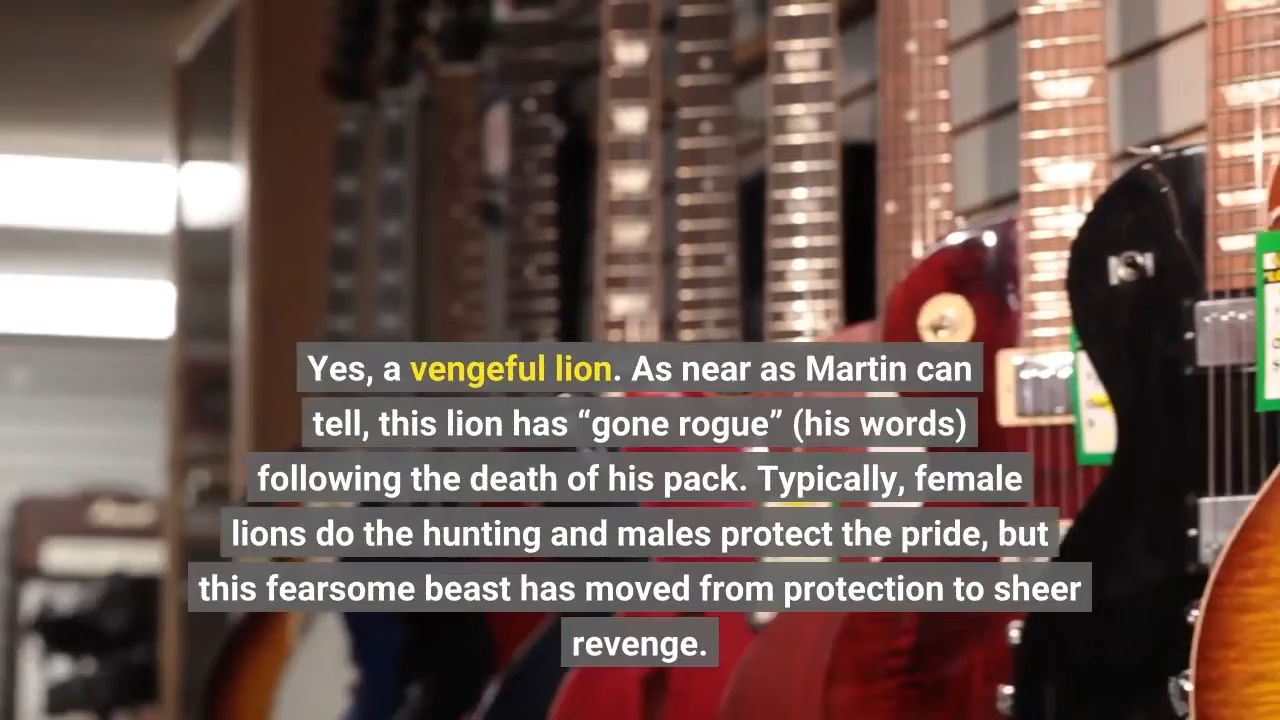 Yes, a vengeful lion. As near as Martin can
tell, this lion has “gone rogue” (his words)
following the death of his pack. Typically, female
lions do the hunting and males protect the pride, but
this fearsome beast has moved from protection to sheer
revenge.